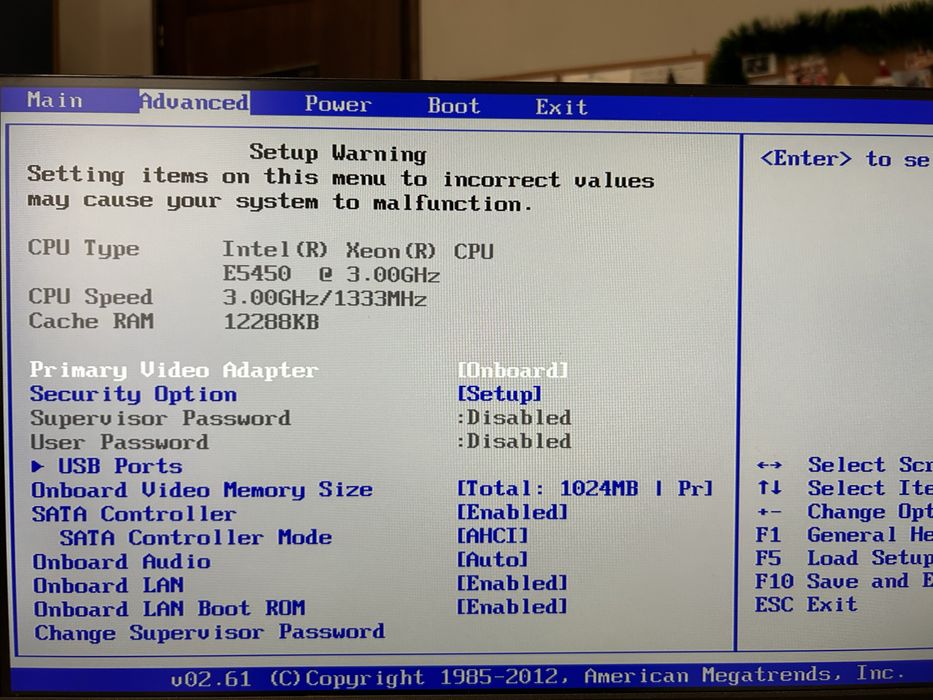 Main Advanced Power Boot Exit
Setup Warning
Setting items on this menu to incorrect values
may cause your system to malfunction.
CPU Type Intel(R) Xeon(R) CPU
E5450 @ 3.00GHz
CPU Speed 3.00GHz/1333MHz
Cache RAM 12288KB
Primary Video Adapter [Onboard]
Security Option [Setup]
Supervisor Password :Disabled
User Password :Disabled
► USB Ports
Onboard Video Memory Size [Total: 1024MB | Pr]
SATA Controller [Enabled]
SATA Controller Mode [AHCI]
Onboard Audio [Auto]
Onboard LAN [Enabled]
Onboard LAN Boot ROM [Enabled]
Change Supervisor Password
<Enter> to se
↔ Select Scr
↑↓ Select Ite
+- Change Opt
F1 General He
F5 Load Setup
F10 Save and E
ESC Exit
v02.61 (C)Copyright 1985-2012, American Megatrends, Inc.